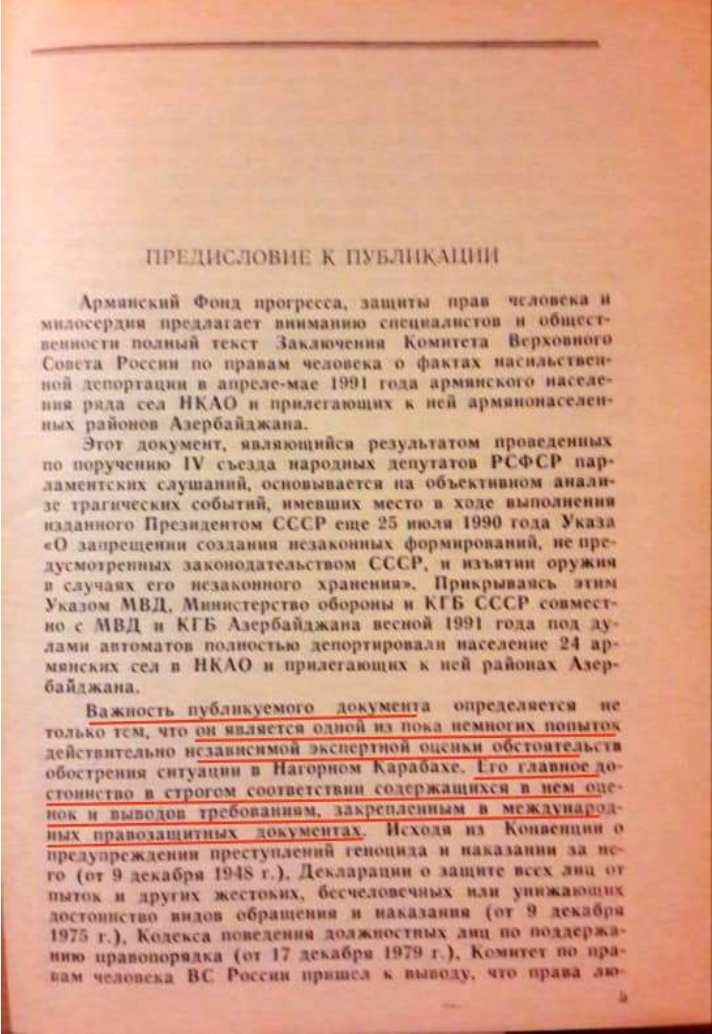 ПРЕДИСЛОВИЕ К ПУБЛИКАЦИИ
Армянский Фонд прогресса, защиты прав человека и
милосердия предлагает вниманию специалистов и общест-
венности полный текст Заключения Комитета Верховного
Совета России по правам человека о фактах насильствен-
ной депортации в апреле-мае 1991 года армянского населе-
ния ряда сел НКАО и прилегающих к ней армянонаселен-
ных районов Азербайджана.
Этот документ, являющийся результатом проведенных
по поручению IV съезда народных депутатов РСФСР пар-
ламентских слушаний, основывается на объективном анали-
зе трагических событий, имевших место в ходе выполнения
изданного Президентом СССР еще 25 июля 1990 года Указа
«О запрещении создания незаконных формирований, не пре-
дусмотренных законодательством СССР, и изъятии оружия
в случаях его незаконного хранения». Прикрываясь этим
Указом МВД, Министерство обороны и КГБ СССР совмест-
но с МВД и КГБ Азербайджана весной 1991 года под ду-
лами автоматов полностью депортировали население 24 ар-
мянских сел в НКАО и прилегающих к ней районах Азер-
байджана.
Важность публикуемого документа определяется не
только тем, что он является одной из пока немногих попыток
действительно независимой экспертной оценки обстоятельств
обострения ситуации в Нагорном Карабахе. Его главное до-
стоинство в строгом соответствии содержащихся в нем оце-
нок и выводов требованиям, закрепленным в международ-
ных правозащитных документах. Исходя из Конвенции о
предупреждении преступлений геноцида и наказании за не-
го (от 9 декабря 1948 г.), Декларации о защите всех лиц от
пыток и других жестоких, бесчеловечных или унижающих
достоинство видов обращения и наказания (от 9 декабря
1975 г.), Кодекса поведения должностных лиц по поддержа-
нию правопорядка (от 17 декабря 1979 г.), Комитет по пра-
вам человека ВС России пришел к выводу, что права лю-